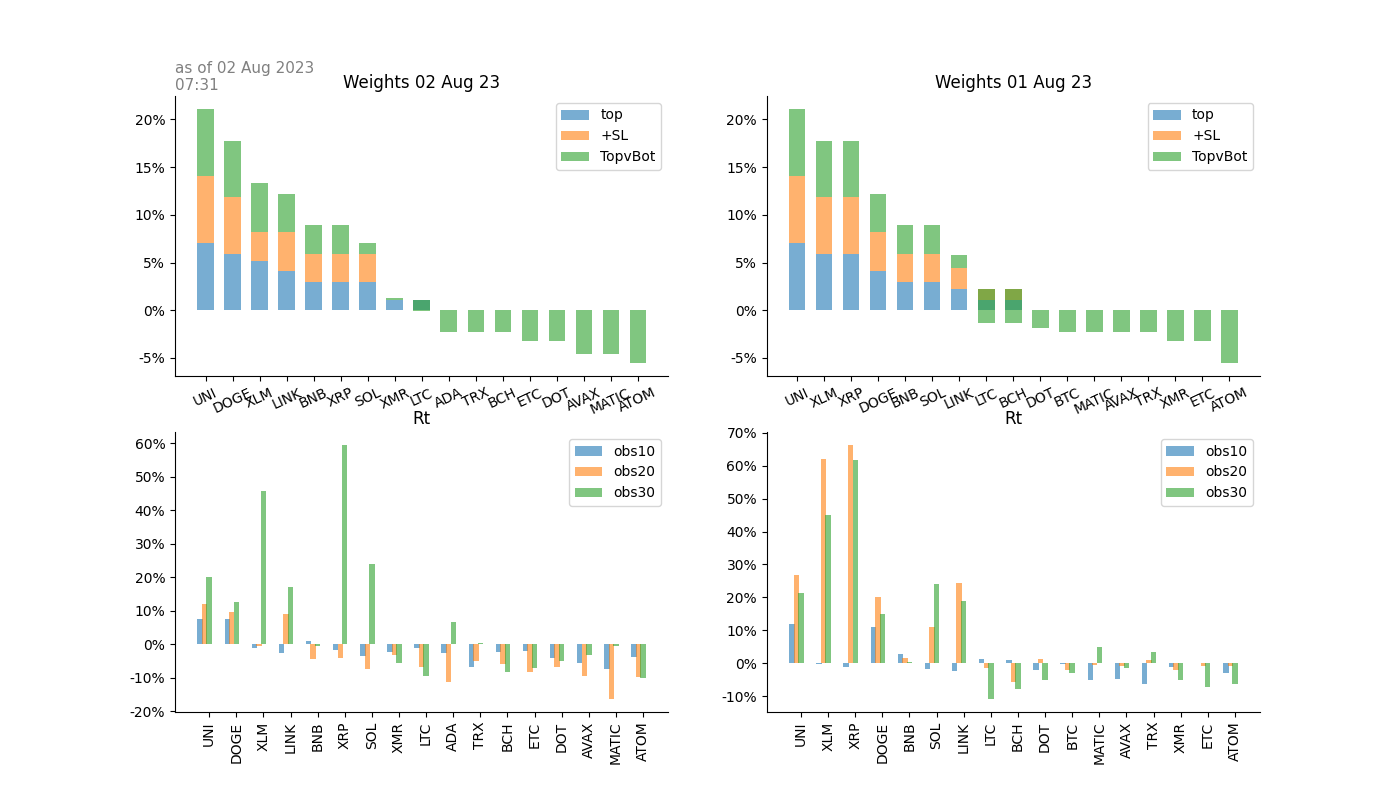 as of 02 Aug 2023
07:31
Weights 02 Aug 23
20%
15%
10%
5%
0%
-5%
top
+SL
TopvBot
UNI DOGE XLM LINK BNB XRP SOL XMR LTC ADA TRX BCH ETC DOT AVAX MATIC ATOM
Weights 01 Aug 23
20%
15%
10%
5%
0%
-5%
top
+SL
TopvBot
UNI XLM XRP DOGE BNB SOL LINK LTC BCH DOT BTC MATIC AVAX TRX XMR ETC ATOM
Rt
60%
50%
40%
30%
20%
10%
0%
-10%
-20%
obs10
obs20
obs30
UNI DOGE XLM LINK BNB XRP SOL XMR LTC ADA TRX BCH ETC DOT AVAX MATIC ATOM
Rt
70%
60%
50%
40%
30%
20%
10%
0%
-10%
obs10
obs20
obs30
UNI XLM XRP DOGE BNB SOL LINK LTC BCH DOT BTC MATIC AVAX TRX XMR ETC ATOM